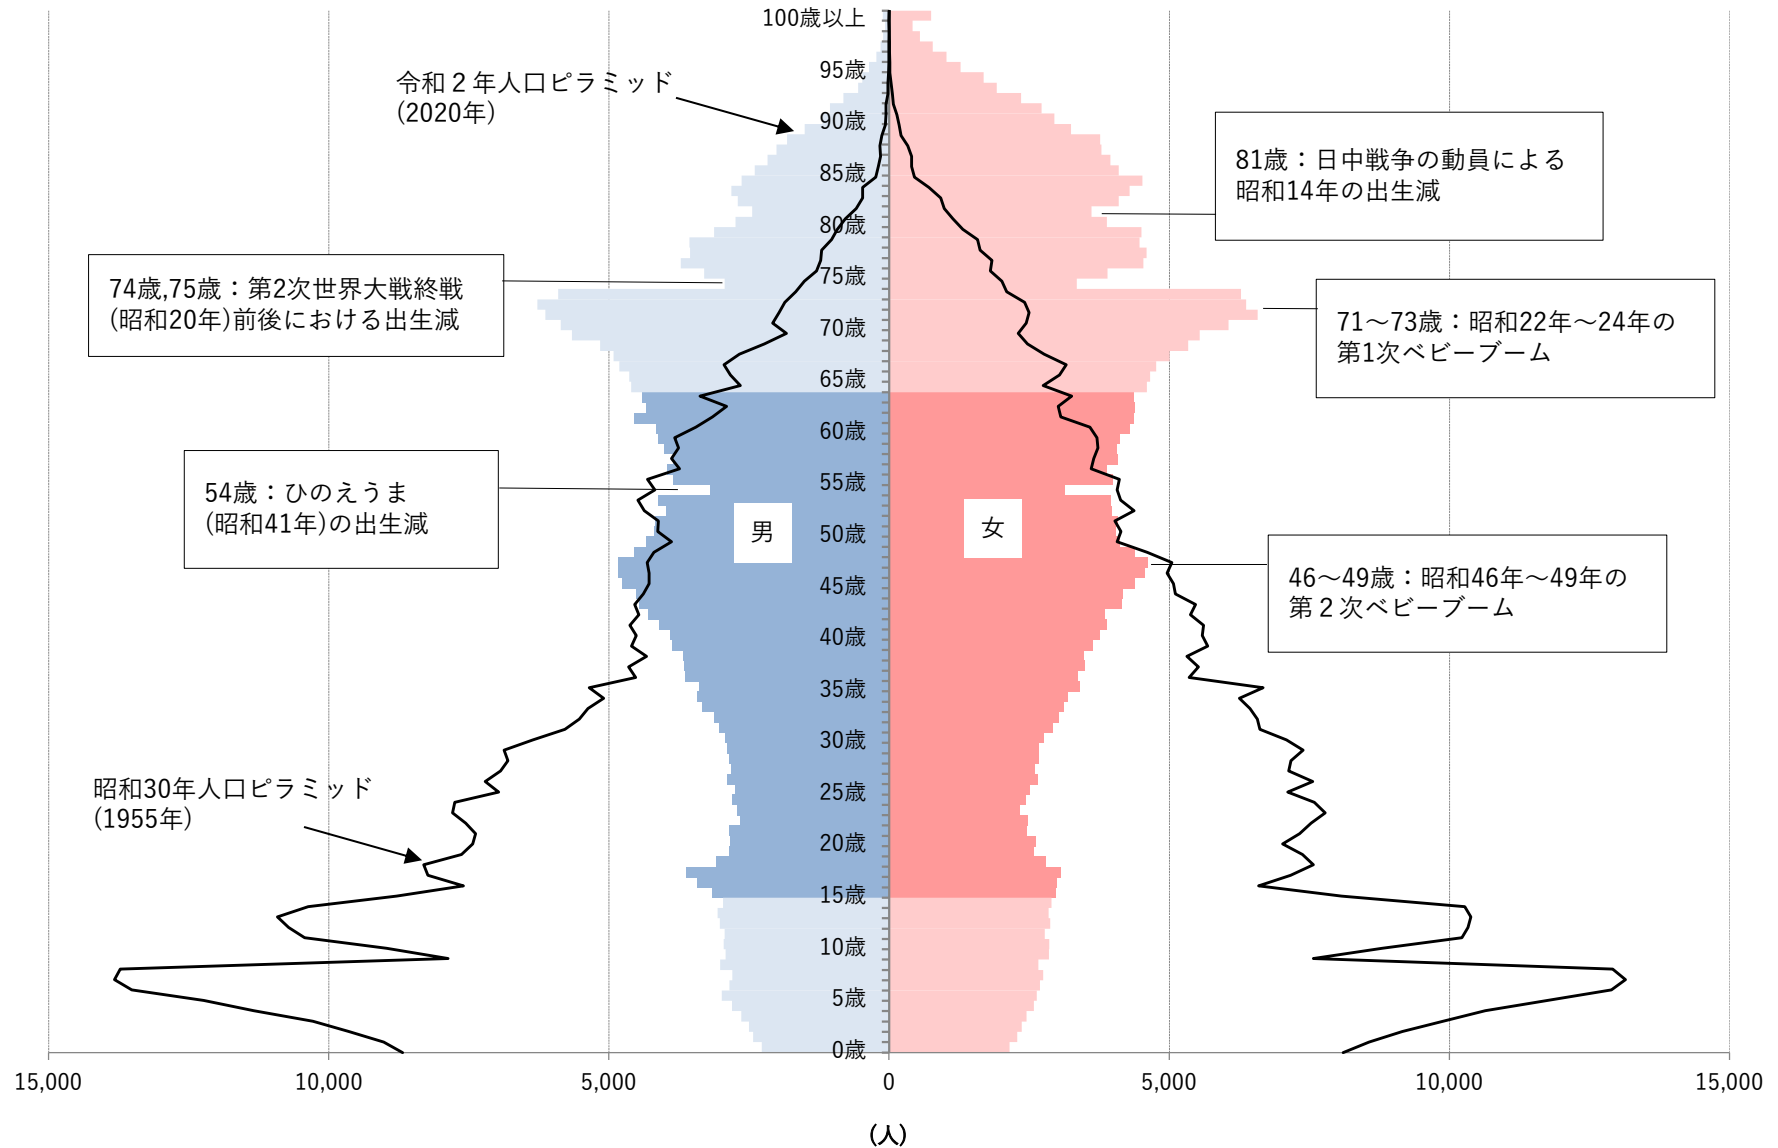 100歳以上
95歳
90歳
85歳
80歳
75歳
70歳
65歳
60歳
55歳
50歳
45歳
40歳
35歳
30歳
25歳
20歳
15歳
10歳
5歳
0歳
令和２年人口ピラミッド
(2020年)
81歳：日中戦争の動員による
昭和14年の出生減
74歳,75歳：第2次世界大戦終戦
(昭和20年)前後における出生減
71～73歳：昭和22年～24年の
第1次ベビーブーム
54歳：ひのえうま
(昭和41年)の出生減
男
女
46～49歳：昭和46年～49年の
第２次ベビーブーム
昭和30年人口ピラミッド
(1955年)
15,000
10,000
5,000
0
5,000
10,000
15,000
(人)